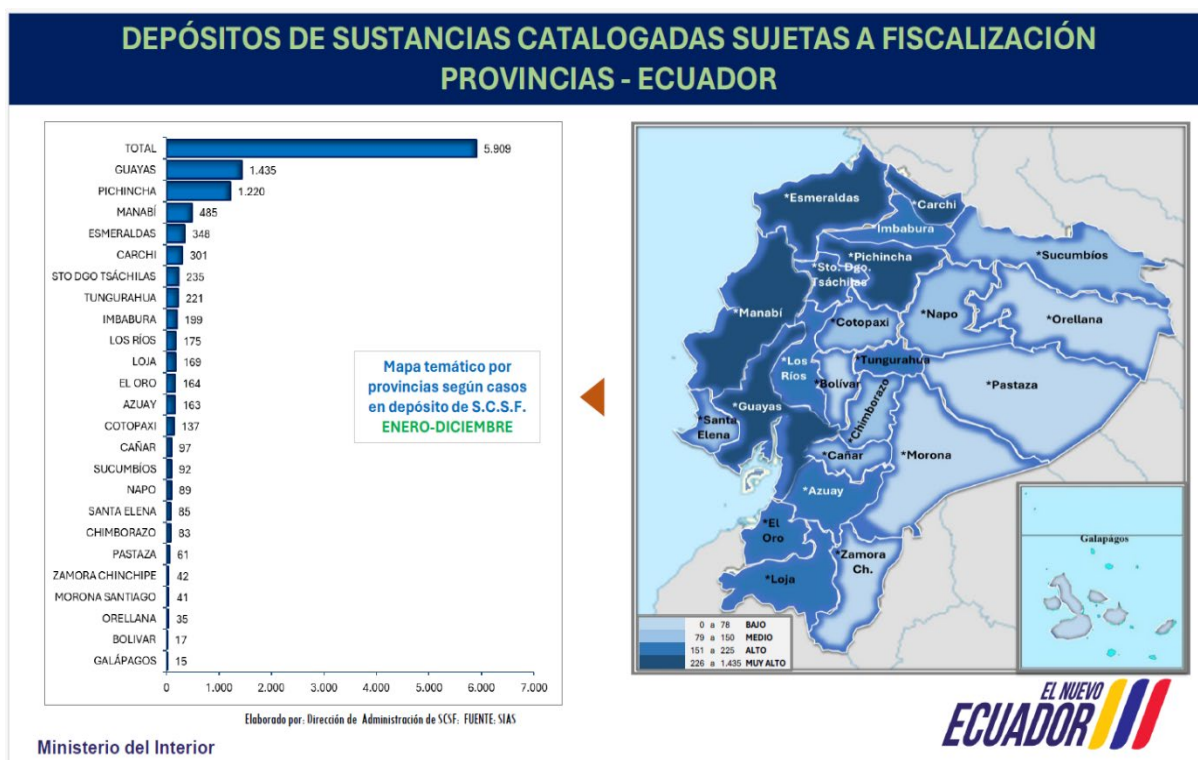 DEPÓSITOS DE SUSTANCIAS CATALOGADAS SUJETAS A FISCALIZACIÓN
PROVINCIAS - ECUADOR
TOTAL 5.909
GUAYAS 1.435
PICHINCHA 1.220
MANABÍ 485
ESMERALDAS 348
CARCHI 301
STO DGO TSÁCHILAS 235
TUNGURAHUA 221
IMBABURA 199
LOS RÍOS 175
LOJA 169
EL ORO 164
AZUAY 163
COTOPAXI 137
CAÑAR 97
SUCUMBÍOS 92
NAPO 89
SANTA ELENA 85
CHIMBORAZO 83
PASTAZA 61
ZAMORA CHINCHIPE 42
MORONA SANTIAGO 41
ORELLANA 35
BOLIVAR 17
GALÁPAGOS 15
0 1.000 2.000 3.000 4.000 5.000 6.000 7.000
Mapa temático por
provincias según casos
en depósito de S.C.S.F.
ENERO-DICIEMBRE
Elaborado por: Dirección de Administración de SCSF; FUENTE: SIAS
*Esmeraldas
*Carchi
Imbabura
*Sucumbíos
*Pichincha
*Sto. Dgo.
Tsáchilas
*Manabí
*Cotopaxi
*Napo
*Orellana
*Los
Ríos
*Tungurahua
*Bolívar
*Chimborazo
*Pastaza
*Guayas
*Santa
Elena
*Cañar
*Morona
*Azuay
*El
Oro
*Zamora
Ch.
*Loja
Galapágos
0 a 78 BAJO
79 a 150 MEDIO
151 a 225 ALTO
226 a 1.435 MUY ALTO
Ministerio del Interior
EL NUEVO
ECUADOR